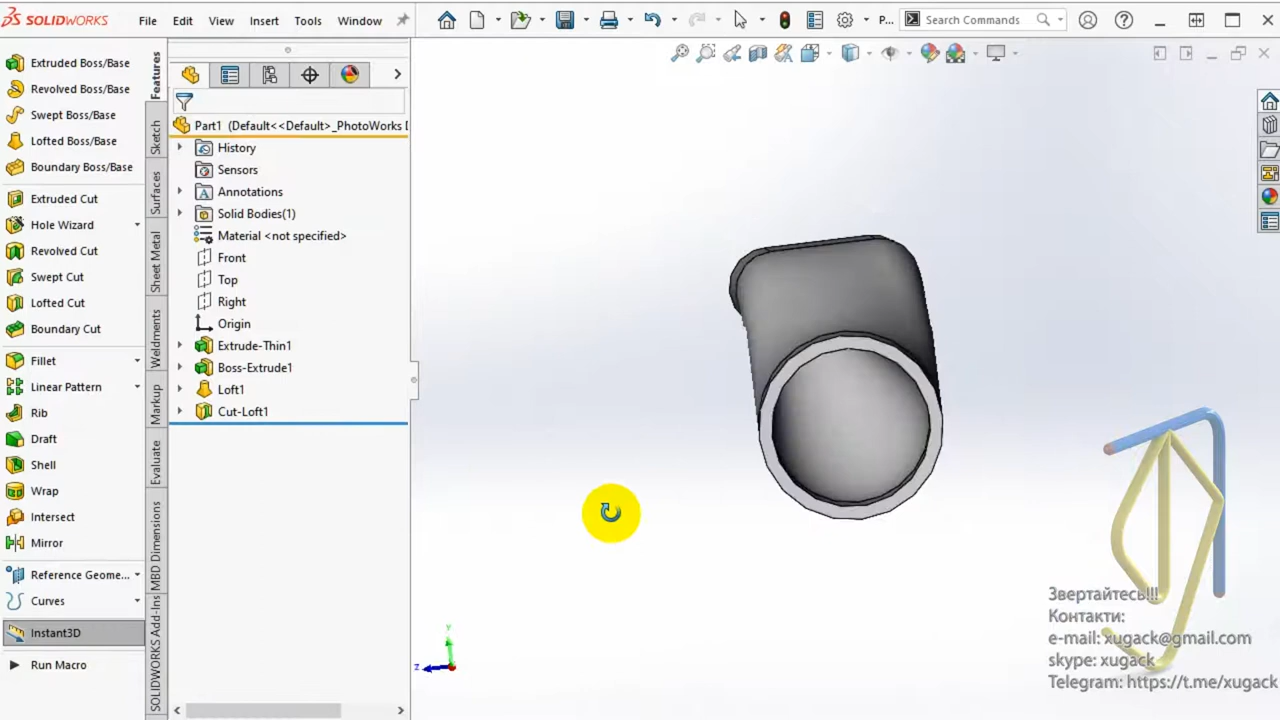 SOLIDWORKS File Edit View Insert Tools Window P... Search Commands
Extruded Boss/Base
Revolved Boss/Base
Swept Boss/Base
Lofted Boss/Base
Boundary Boss/Base
Extruded Cut
Hole Wizard
Revolved Cut
Swept Cut
Lofted Cut
Boundary Cut
Fillet
Linear Pattern
Rib
Draft
Shell
Wrap
Intersect
Mirror
Reference Geome...
Curves
Instant3D
Run Macro
Features
Sketch
Surfaces
Sheet Metal
Weldments
Markup
Evaluate
MBD Dimensions
SOLIDWORKS Add-Ins
Part1 (Default<<Default>_PhotoWorks D
History
Sensors
Annotations
Solid Bodies(1)
Material <not specified>
Front
Top
Right
Origin
Extrude-Thin1
Boss-Extrude1
Loft1
Cut-Loft1
Y
Z
Звертайтесь!!!
Контакти:
e-mail: xugack@gmail.com
skype: xugack
Telegram: https://t.me/xugack